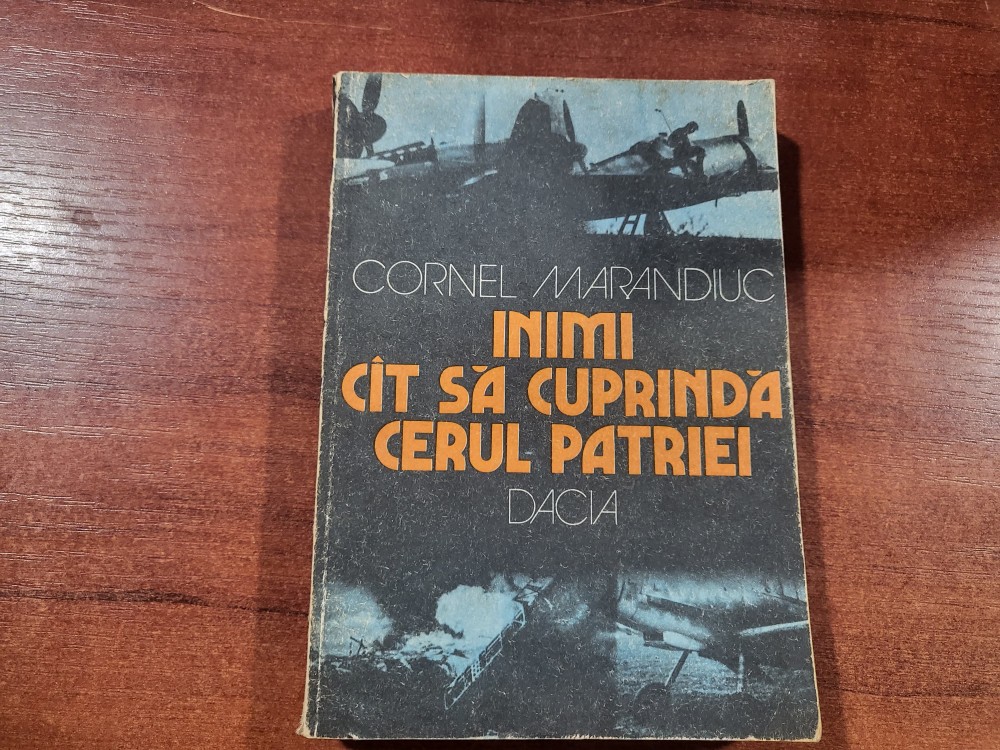 CORNEL MARANDIUC
INIMI
CÎT SĂ CUPRINDĂ
CERUL PATRIEI
DACIA